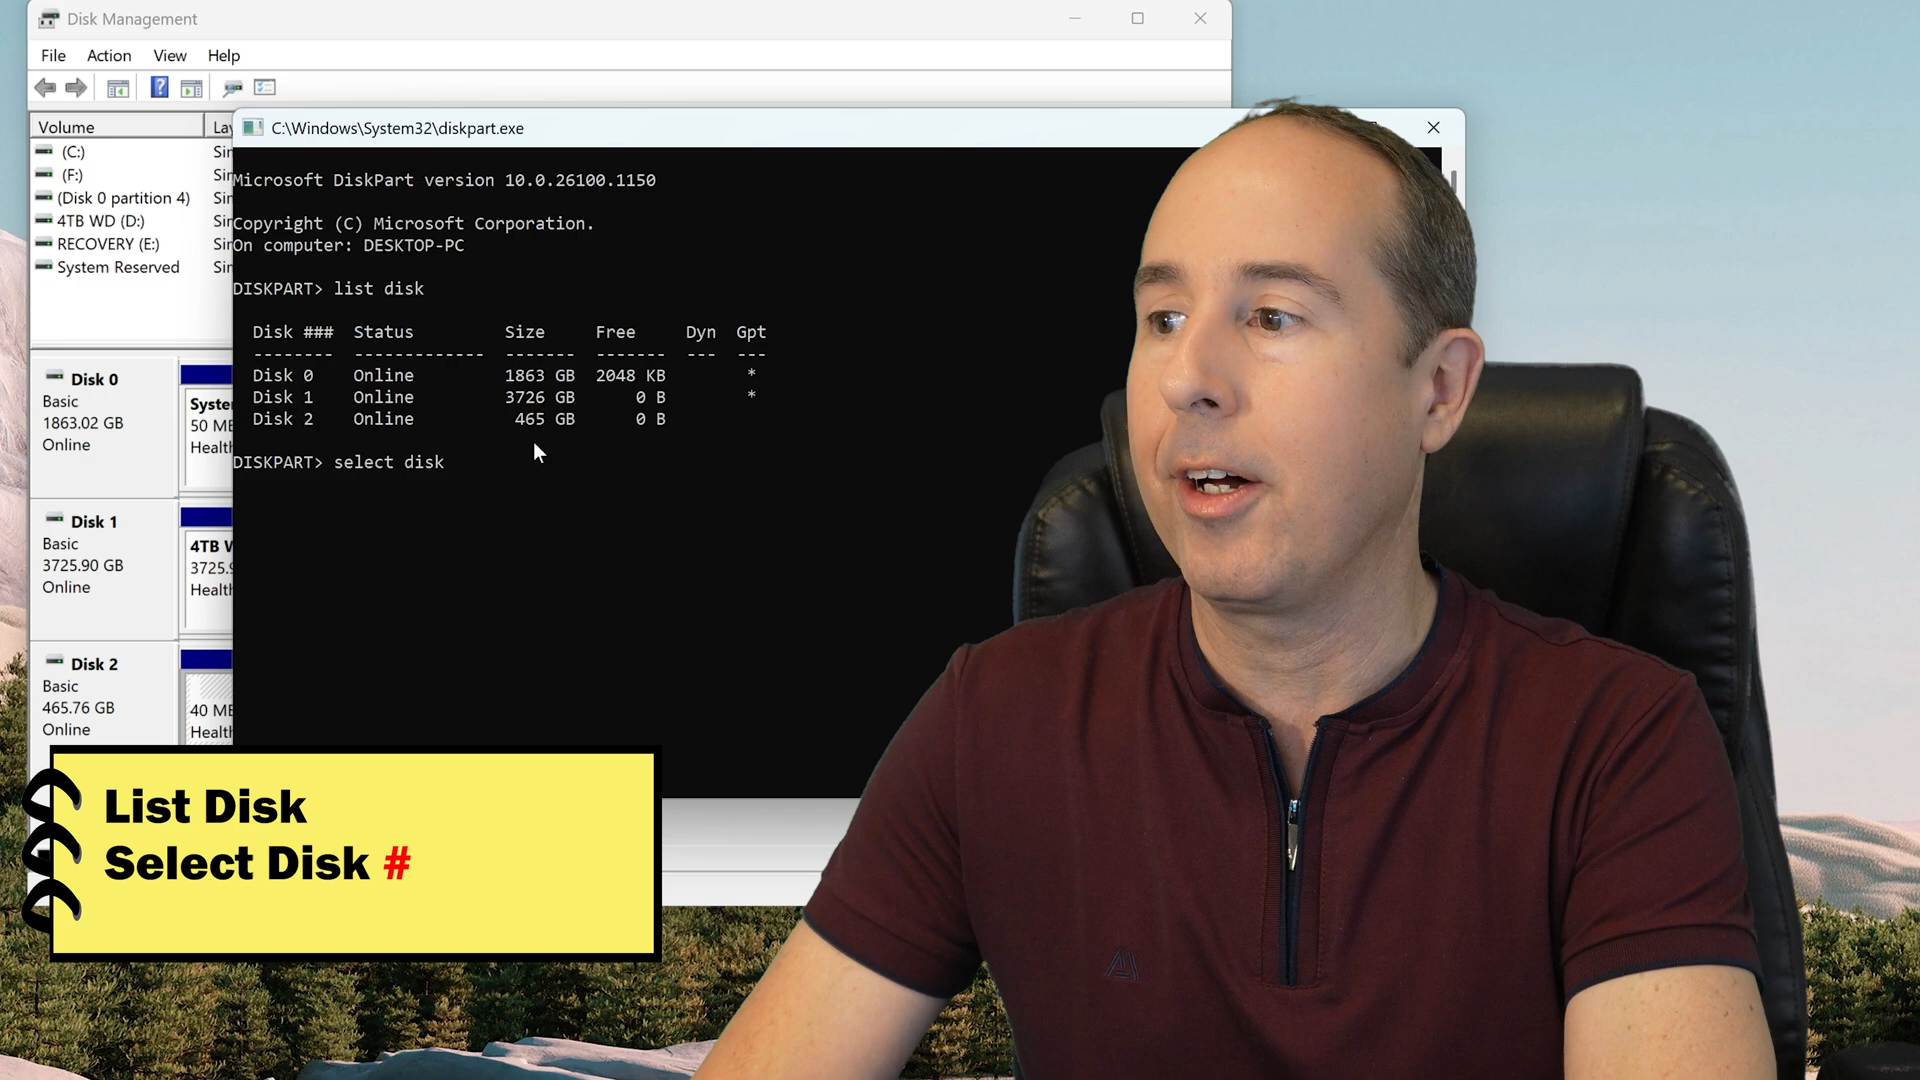 Disk Management
File Action View Help
Volume
(C:)
(F:)
(Disk 0 partition 4)
4TB WD (D:)
RECOVERY (E:)
System Reserved
C:\Windows\System32\diskpart.exe
Microsoft DiskPart version 10.0.26100.1150
Copyright (C) Microsoft Corporation.
On computer: DESKTOP-PC
DISKPART> list disk
Disk ### Status Size Free Dyn Gpt
-------- ------------- ------- ------- --- ---
Disk 0 Online 1863 GB 2048 KB *
Disk 1 Online 3726 GB 0 B *
Disk 2 Online 465 GB 0 B
DISKPART> select disk
Disk 0
Basic
1863.02 GB
Online
50
Disk 1
Basic
3725.90 GB
Online
4TB
Disk 2
Basic
465.76 GB
Online
40
List Disk
Select Disk #